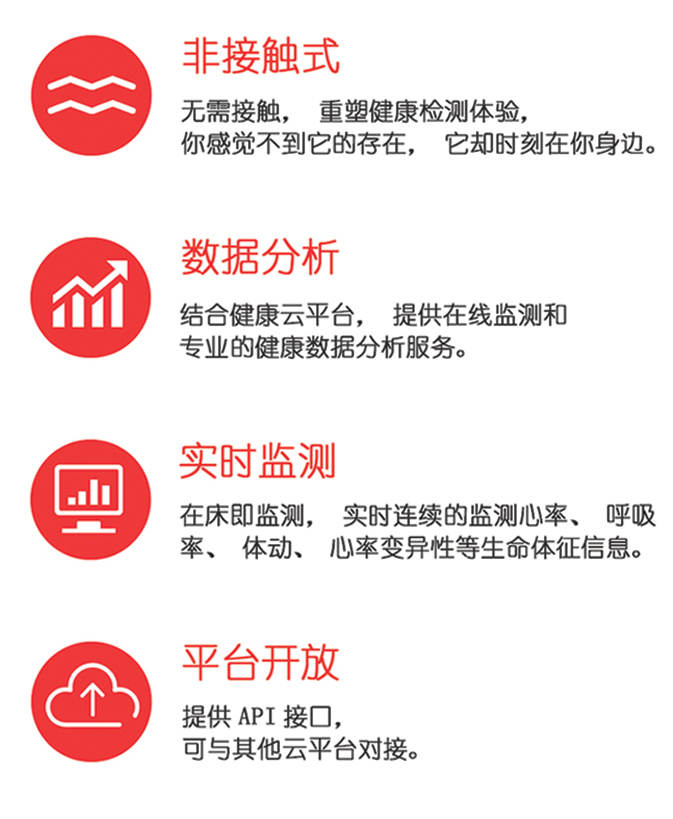 非接触式
无需接触， 重塑健康检测体验，
你感觉不到它的存在， 它却时刻在你身边。
数据分析
结合健康云平台， 提供在线监测和
专业的健康数据分析服务。
实时监测
在床即监测， 实时连续的监测心率、 呼吸
率、 体动、 心率变异性等生命体征信息。
平台开放
提供 API 接口，
可与其他云平台对接。